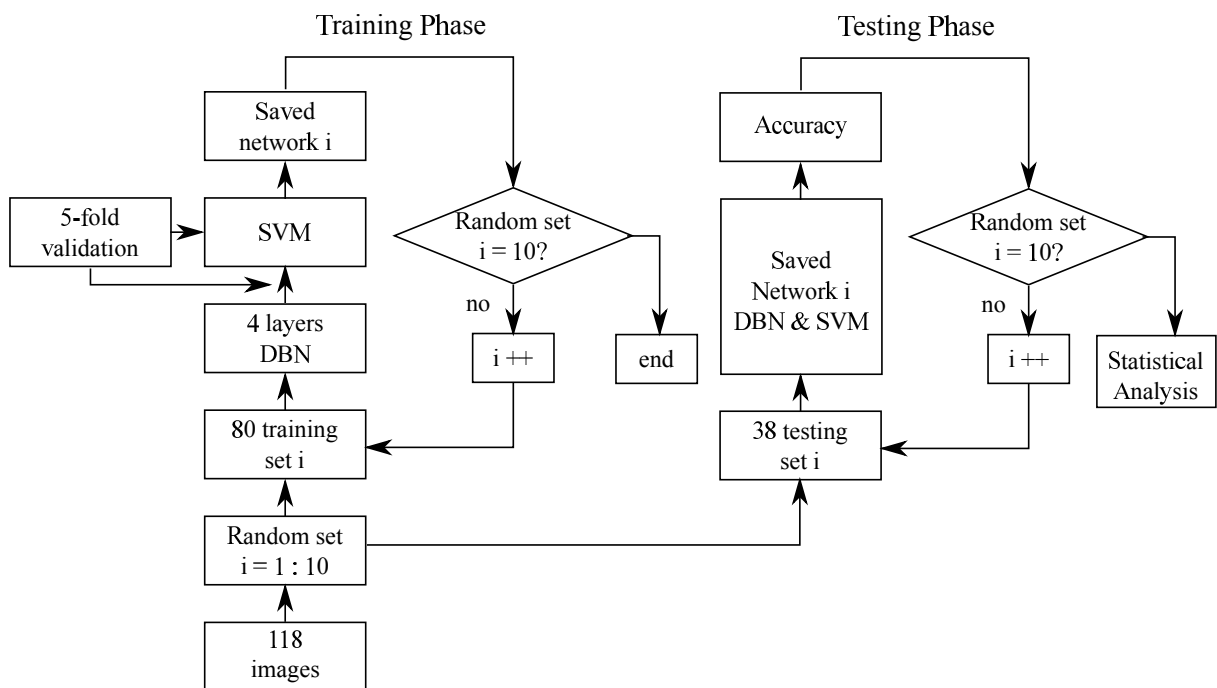 Training Phase
Testing Phase
Saved
network i
5-fold
validation
SVM
4 layers
DBN
80 training
set i
Random set
i = 1 : 10
118
images
Random set
i = 10?
no
i ++
end
Accuracy
Saved
Network i
DBN & SVM
38 testing
set i
Random set
i = 10?
no
i ++
Statistical
Analysis